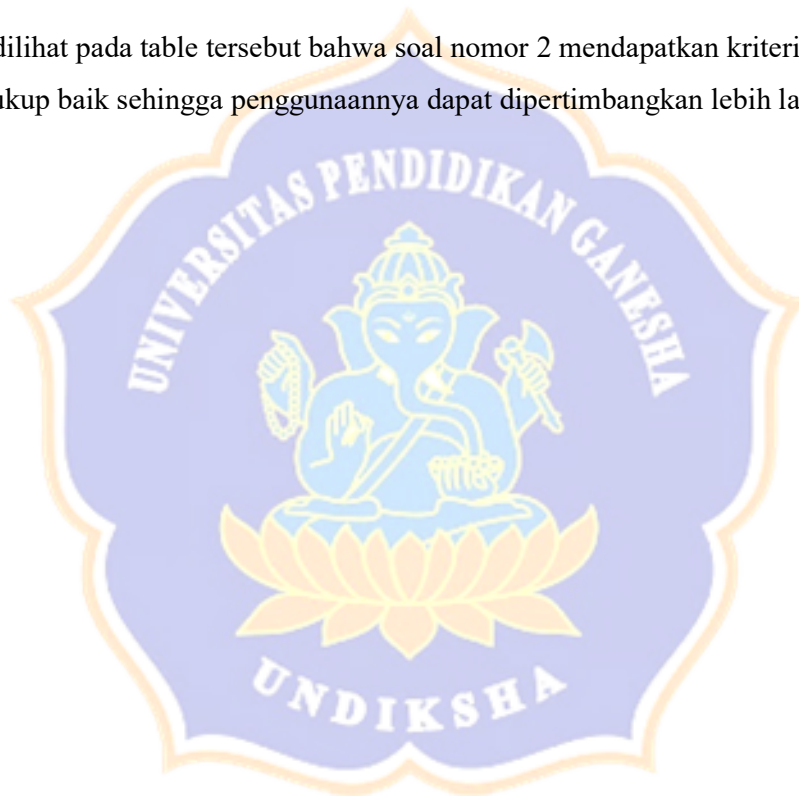 dilihat pada table tersebut bahwa soal nomor 2 mendapatkan kriteri
kup baik sehingga penggunaannya dapat dipertimbangkan lebih la
UNIVERSITAS PENDIDIKAN GANESHA
UNDIKSHA